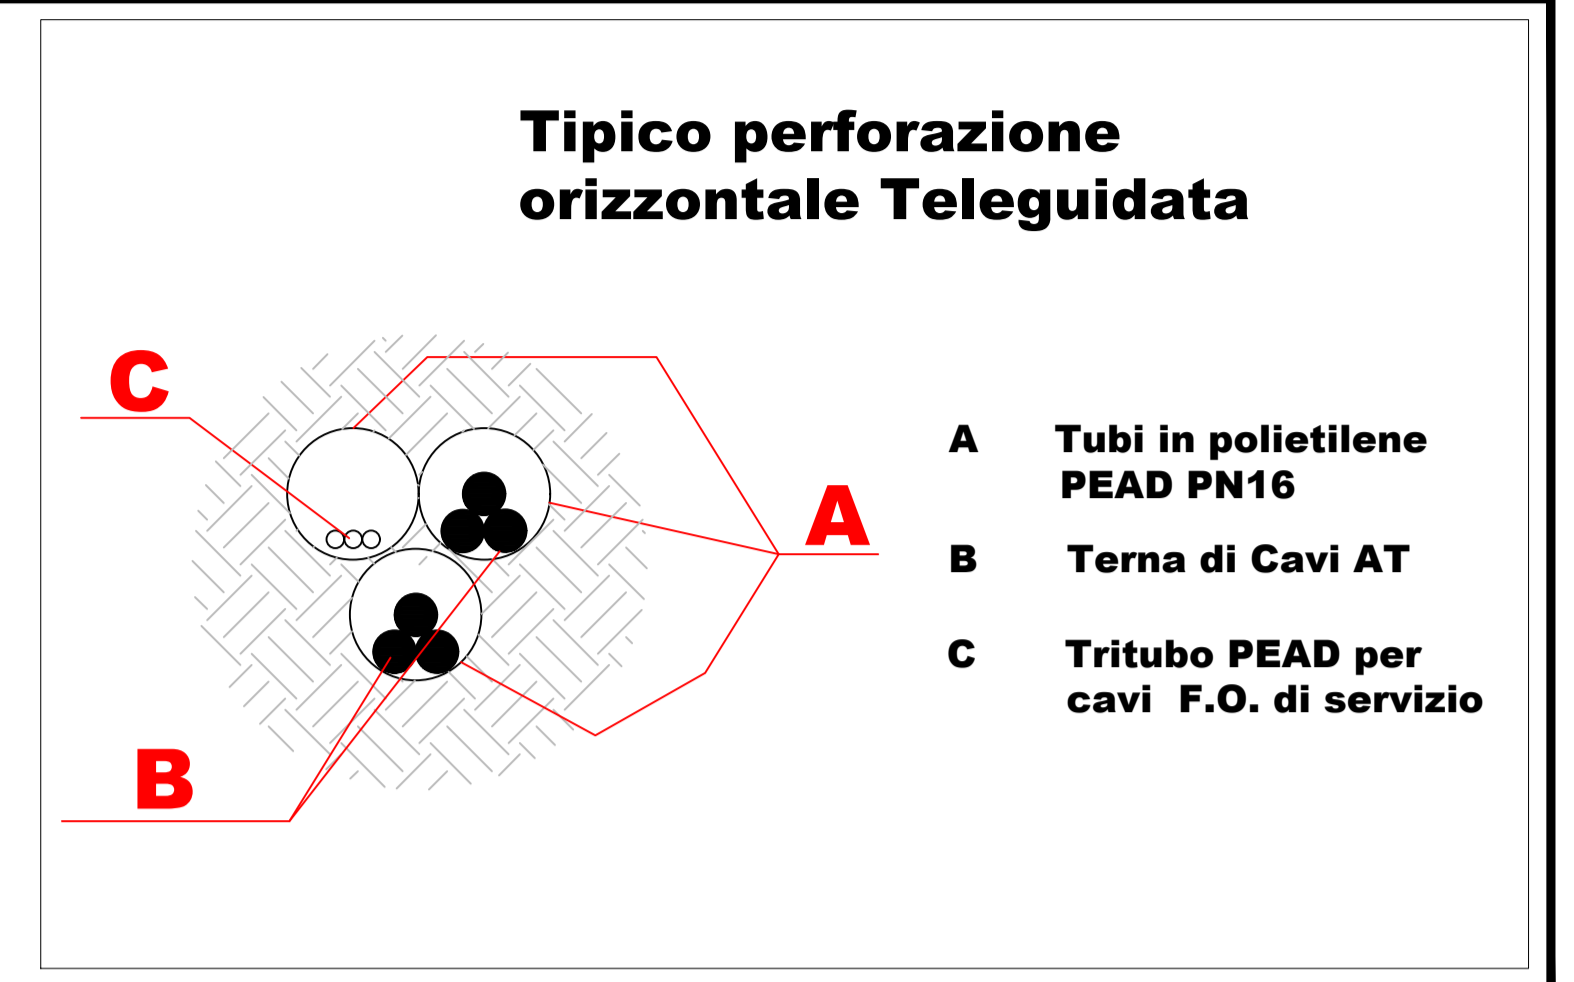 Tipico perforazione
orizzontale Teleguidata
C
A
B
A Tubi in polietilene
PEAD PN16
B Terna di Cavi AT
C Tritubo PEAD per
cavi F.O. di servizio